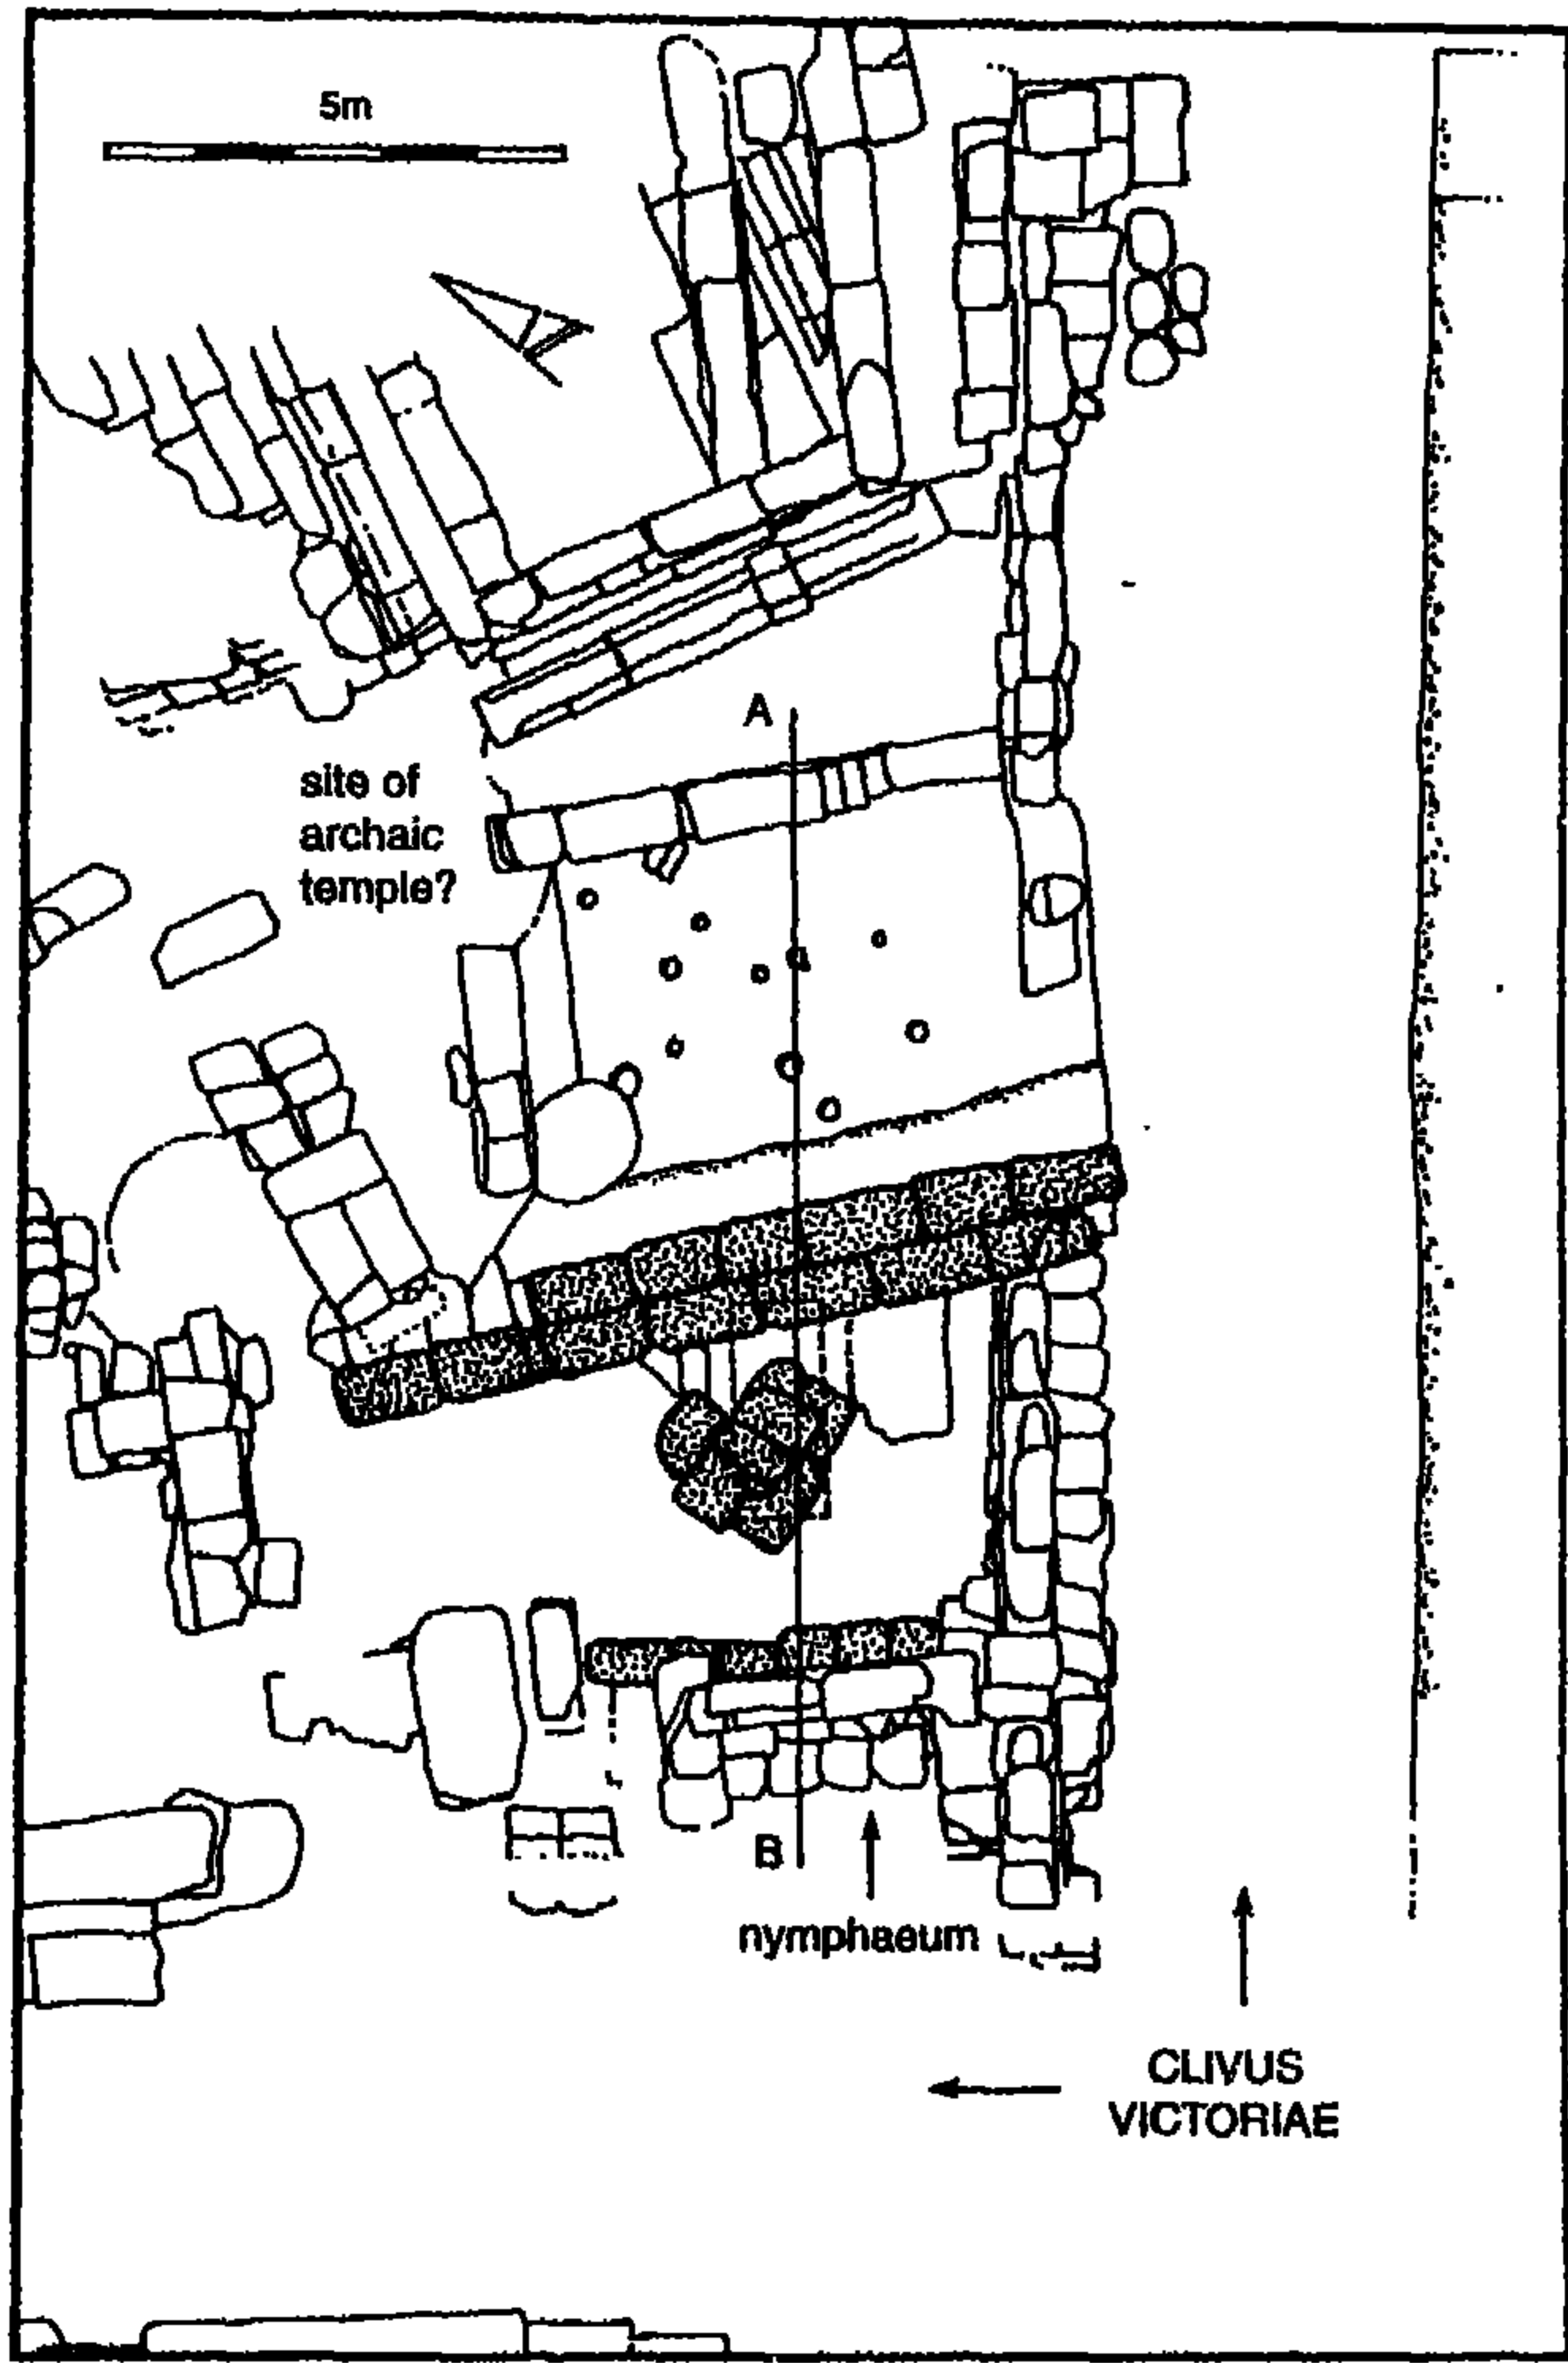 5m
A
site of
archaic
temple?
B
nymphaeum
CLIVUS
VICTORIAE